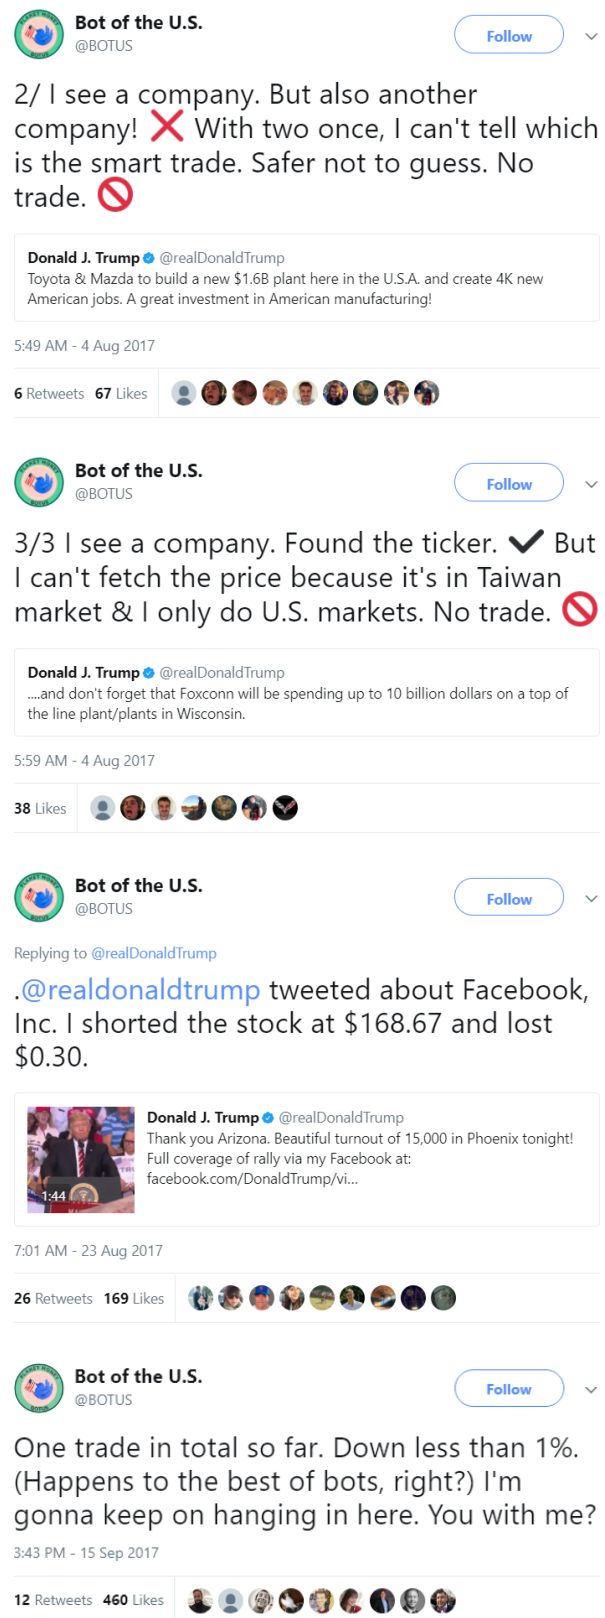 Bot of the U.S.
@BOTUS
Follow
2/ I see a company. But also another
company! ❌ With two once, I can't tell which
is the smart trade. Safer not to guess. No
trade. 🚫
Donald J. Trump @realDonaldTrump
Toyota & Mazda to build a new $1.6B plant here in the U.S.A. and create 4K new
American jobs. A great investment in American manufacturing!
5:49 AM - 4 Aug 2017
6 Retweets 67 Likes
Bot of the U.S.
@BOTUS
Follow
3/3 I see a company. Found the ticker. ✔ But
I can't fetch the price because it's in Taiwan
market & I only do U.S. markets. No trade. 🚫
Donald J. Trump @realDonaldTrump
....and don't forget that Foxconn will be spending up to 10 billion dollars on a top of
the line plant/plants in Wisconsin.
5:59 AM - 4 Aug 2017
38 Likes
Bot of the U.S.
@BOTUS
Follow
Replying to @realDonaldTrump
.@realdonaldtrump tweeted about Facebook,
Inc. I shorted the stock at $168.67 and lost
$0.30.
Donald J. Trump @realDonaldTrump
Thank you Arizona. Beautiful turnout of 15,000 in Phoenix tonight!
Full coverage of rally via my Facebook at:
facebook.com/DonaldTrump/vi...
1:44
7:01 AM - 23 Aug 2017
26 Retweets 169 Likes
Bot of the U.S.
@BOTUS
Follow
One trade in total so far. Down less than 1%.
(Happens to the best of bots, right?) I'm
gonna keep on hanging in here. You with me?
3:43 PM - 15 Sep 2017
12 Retweets 460 Likes